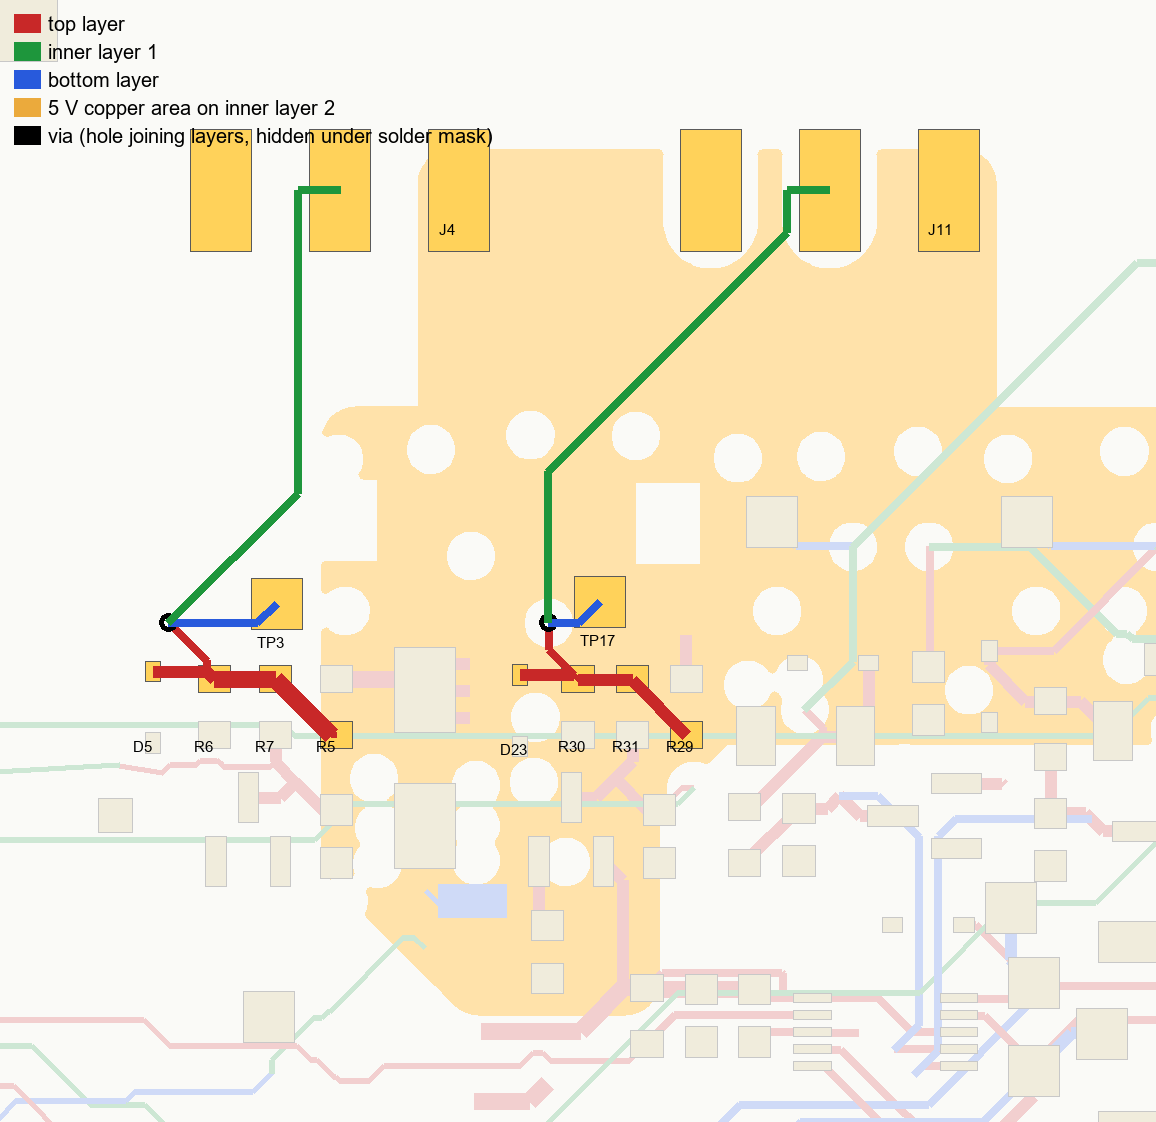 top layer
inner layer 1
bottom layer
5 V copper area on inner layer 2
via (hole joining layers, hidden under solder mask)
J4
J11
TP3
TP17
D5
R6
R7
R5
D23
R30
R31
R29